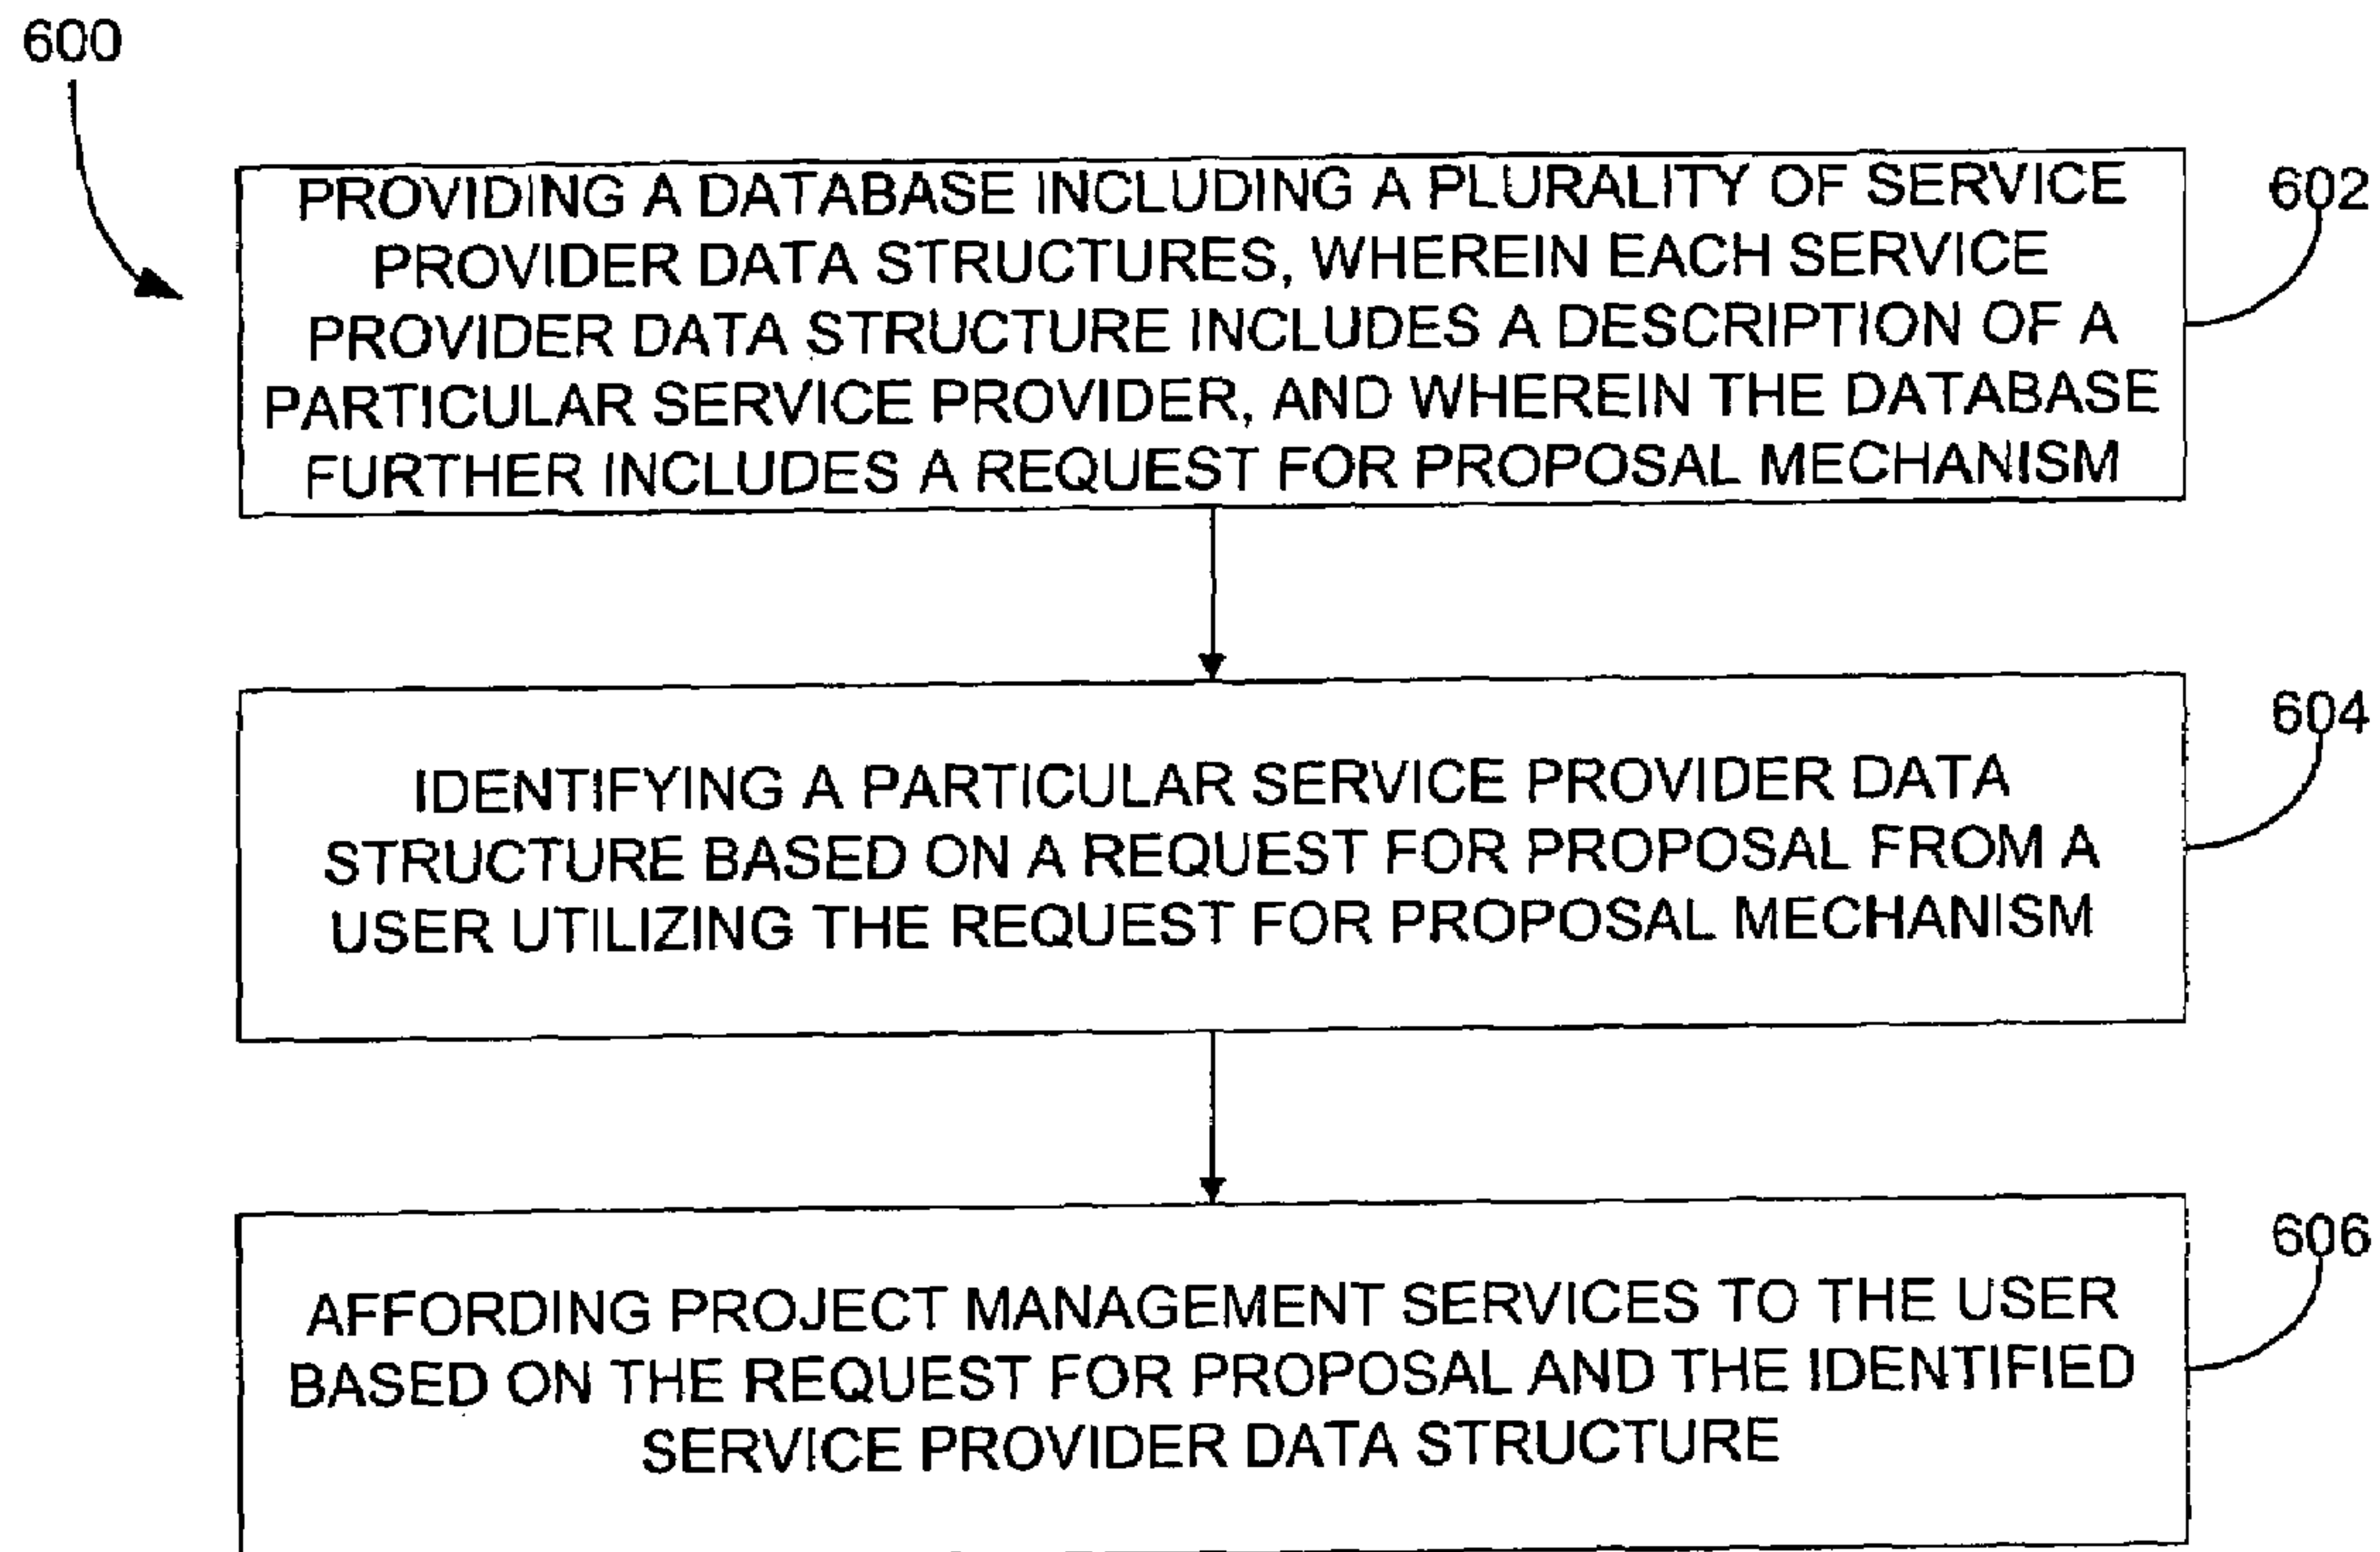 600
PROVIDING A DATABASE INCLUDING A PLURALITY OF SERVICE
PROVIDER DATA STRUCTURES, WHEREIN EACH SERVICE
PROVIDER DATA STRUCTURE INCLUDES A DESCRIPTION OF A
PARTICULAR SERVICE PROVIDER, AND WHEREIN THE DATABASE
FURTHER INCLUDES A REQUEST FOR PROPOSAL MECHANISM
602
IDENTIFYING A PARTICULAR SERVICE PROVIDER DATA
STRUCTURE BASED ON A REQUEST FOR PROPOSAL FROM A
USER UTILIZING THE REQUEST FOR PROPOSAL MECHANISM
604
AFFORDING PROJECT MANAGEMENT SERVICES TO THE USER
BASED ON THE REQUEST FOR PROPOSAL AND THE IDENTIFIED
SERVICE PROVIDER DATA STRUCTURE
606